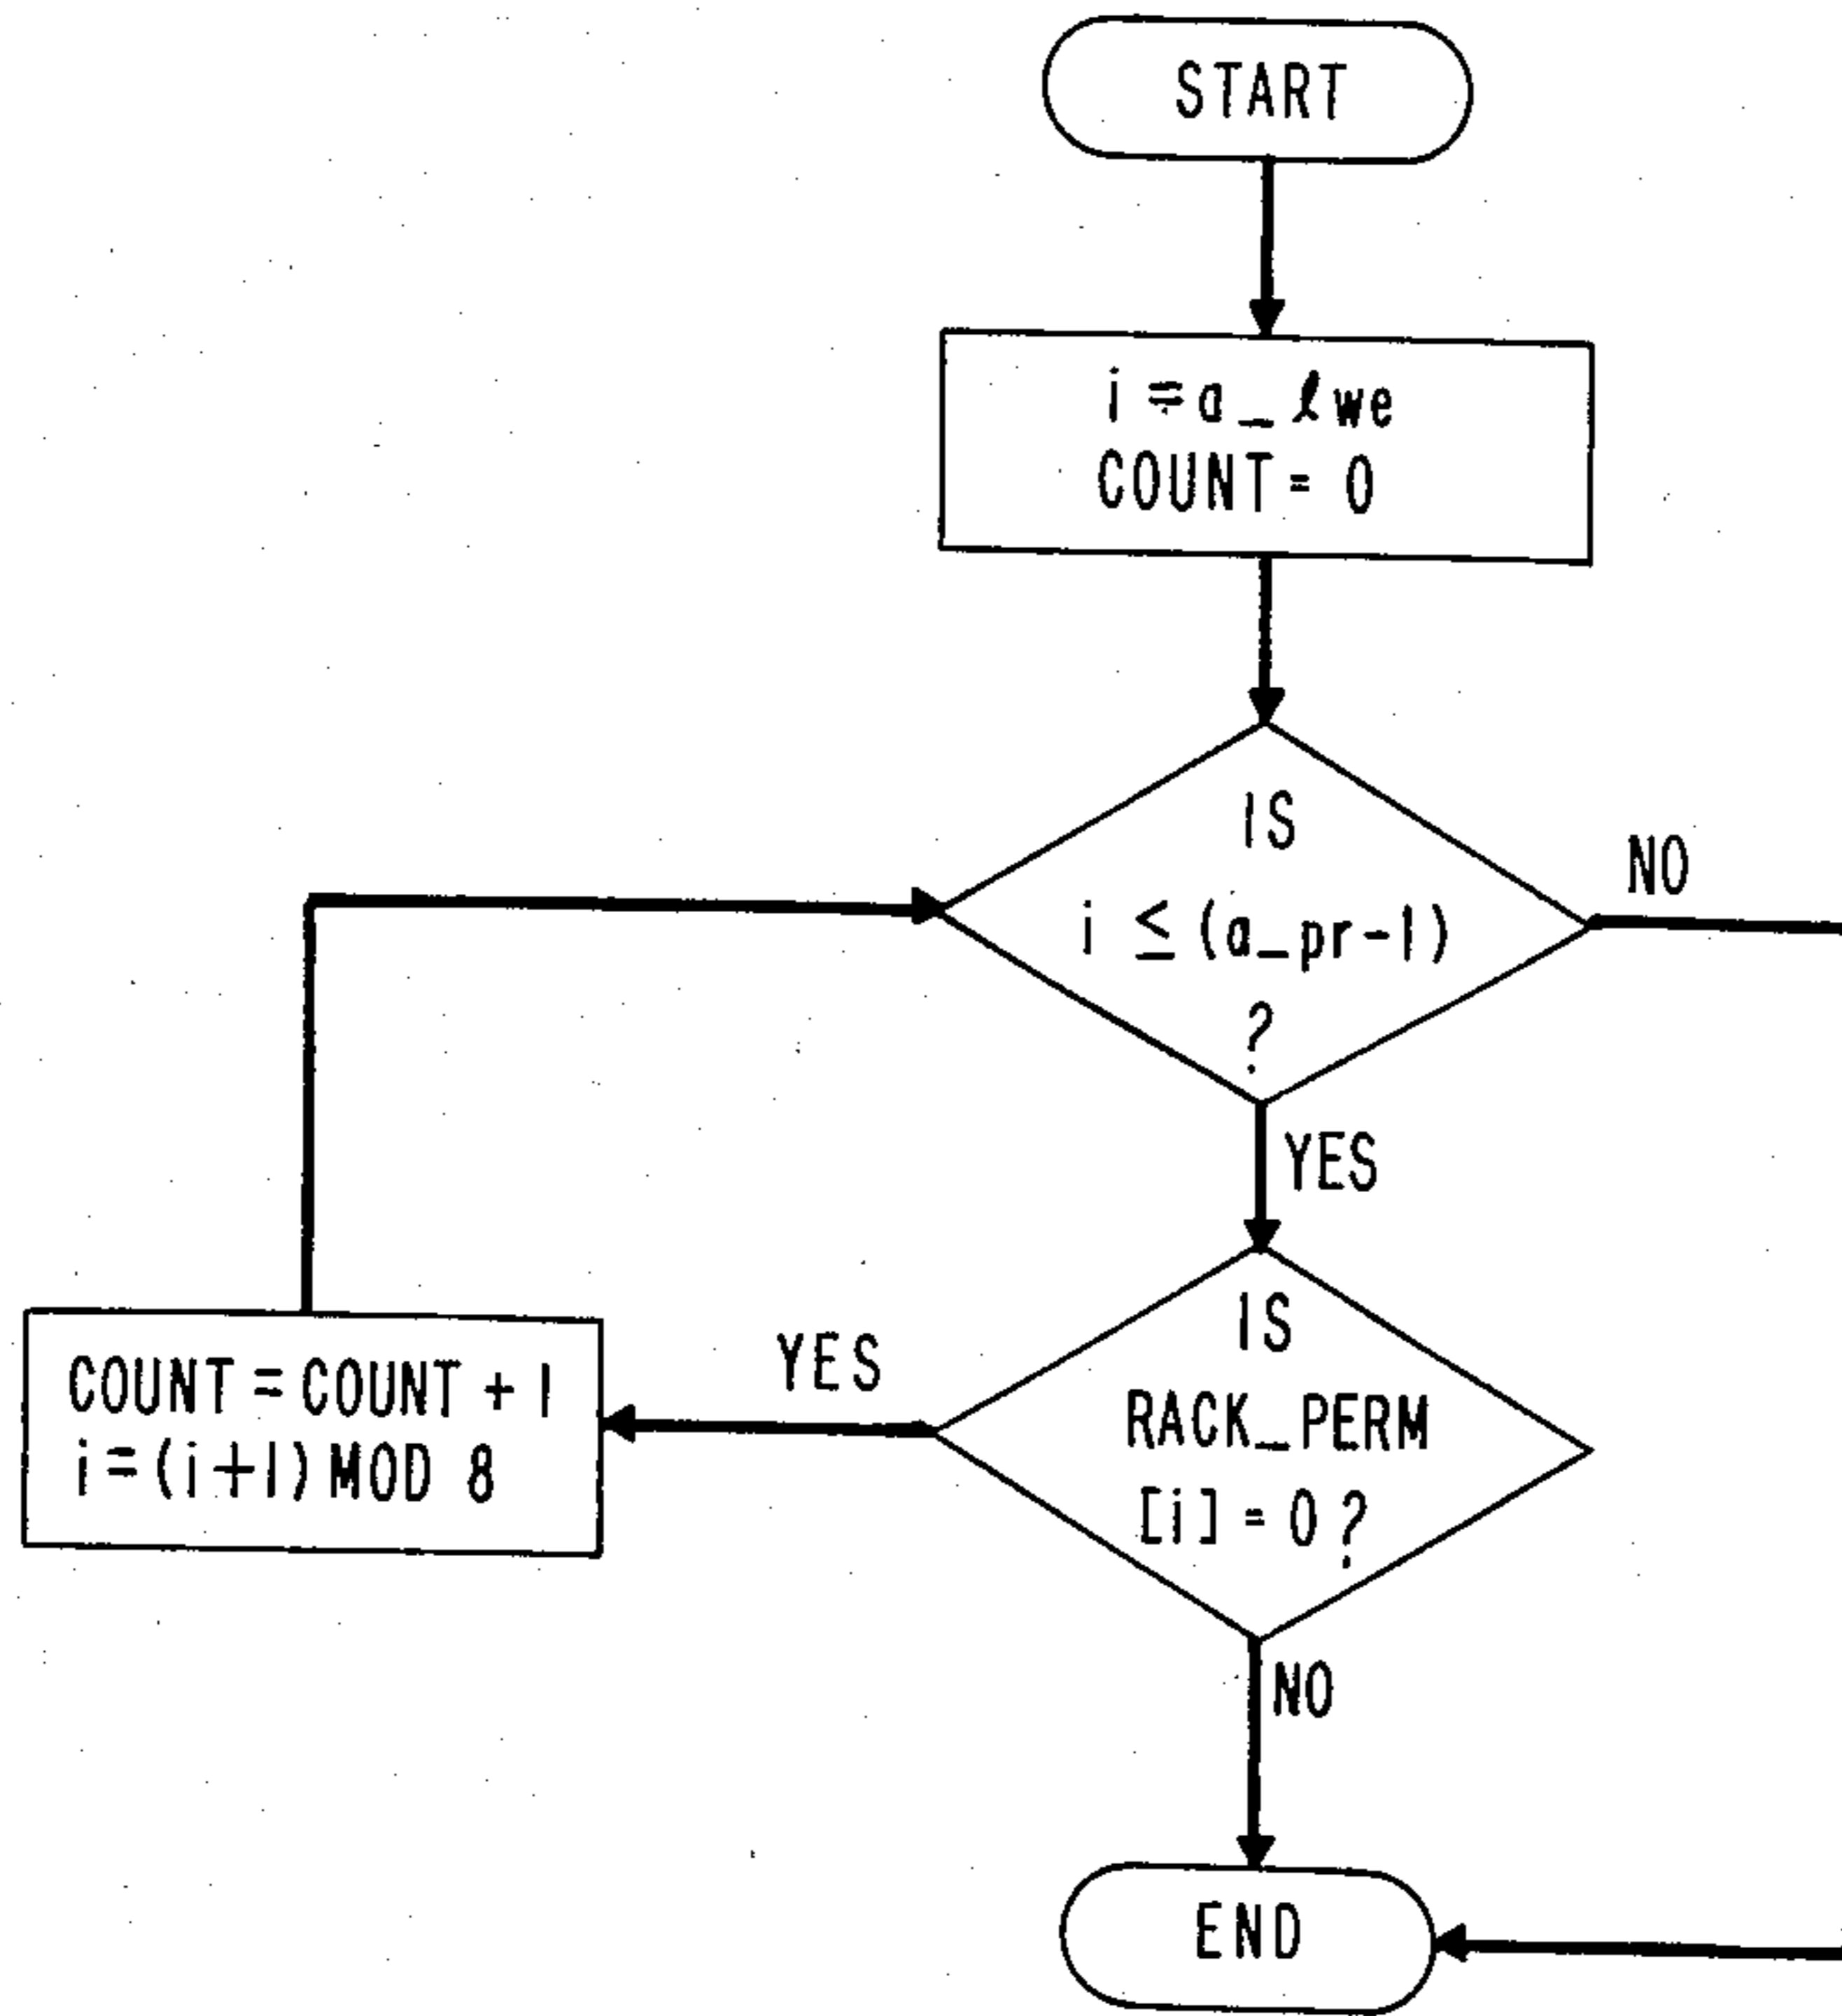 START
i = a_ℓwe
COUNT = 0
IS
i ≤ (a_pr-1)
?
NO
YES
IS
RACK_PERM
[i] = 0 ?
YES
COUNT = COUNT + 1
i = (i+1) MOD 8
NO
END